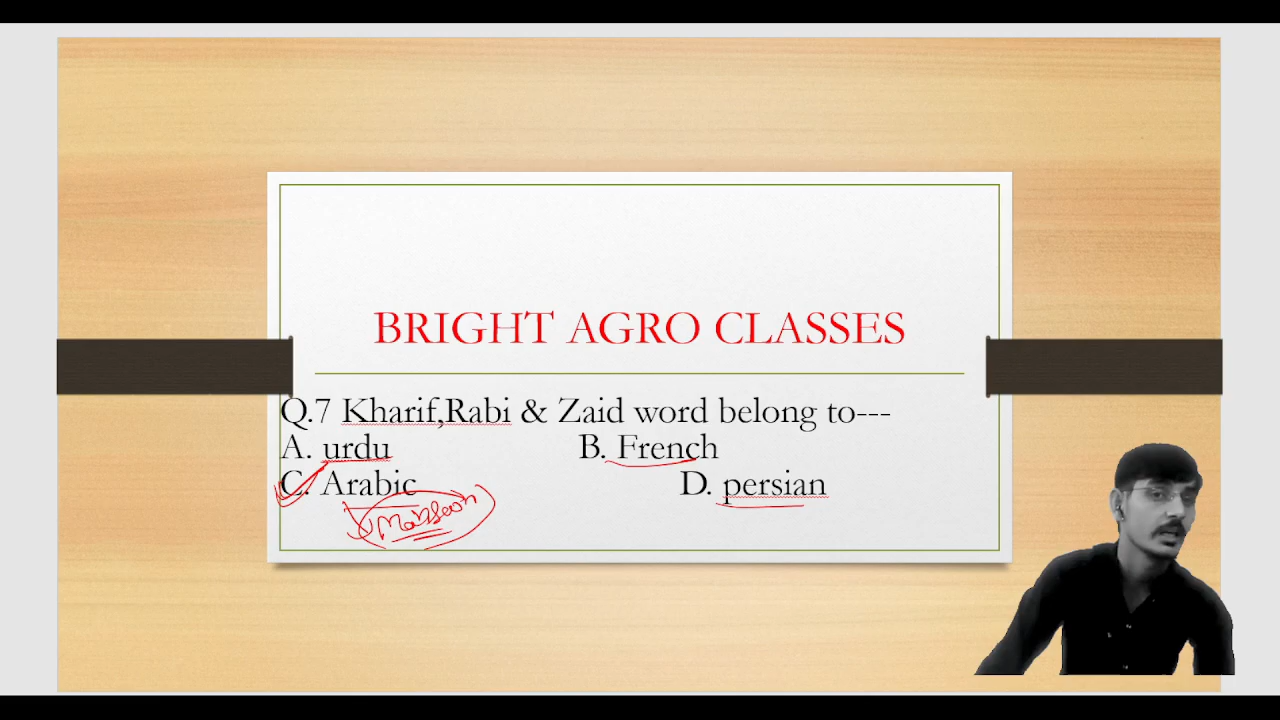 BRIGHT AGRO CLASSES
Q.7 Kharif,Rabi & Zaid word belong to---
A. urdu B. French
C. Arabic D. persian
Monsoon